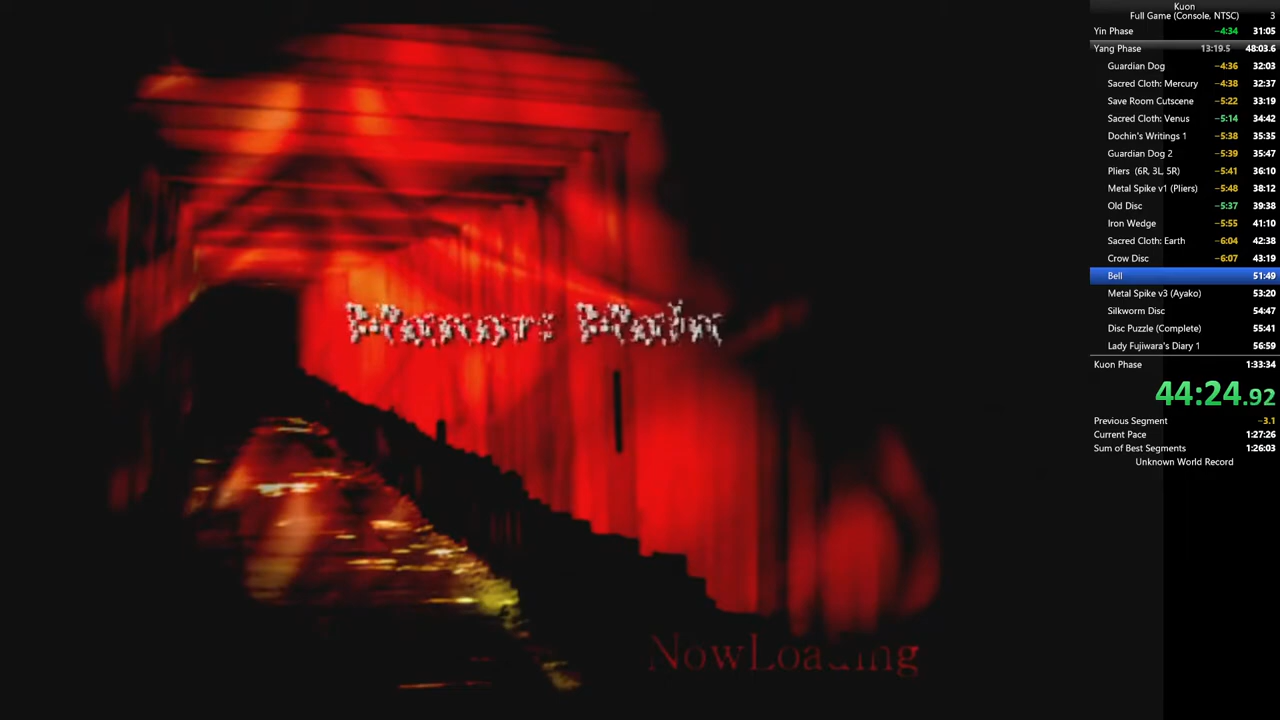 Kuon
Full Game (Console, NTSC) 3
Yin Phase −4:34 31:05
Yang Phase 13:19.5 48:03.6
Guardian Dog −4:36 32:03
Sacred Cloth: Mercury −4:38 32:37
Save Room Cutscene −5:22 33:19
Sacred Cloth: Venus −5:14 34:42
Dochin's Writings 1 −5:38 35:35
Guardian Dog 2 −5:39 35:47
Pliers (6R, 3L, 5R) −5:41 36:10
Metal Spike v1 (Pliers) −5:48 38:12
Old Disc −5:37 39:38
Iron Wedge −5:55 41:10
Sacred Cloth: Earth −6:04 42:38
Crow Disc −6:07 43:19
Bell 51:49
Metal Spike v3 (Ayako) 53:20
Silkworm Disc 54:47
Disc Puzzle (Complete) 55:41
Lady Fujiwara's Diary 1 56:59
Kuon Phase 1:33:34
44:24.92
Previous Segment −3.1
Current Pace 1:27:26
Sum of Best Segments 1:26:03
Unknown World Record
Manor: Main
NowLoading